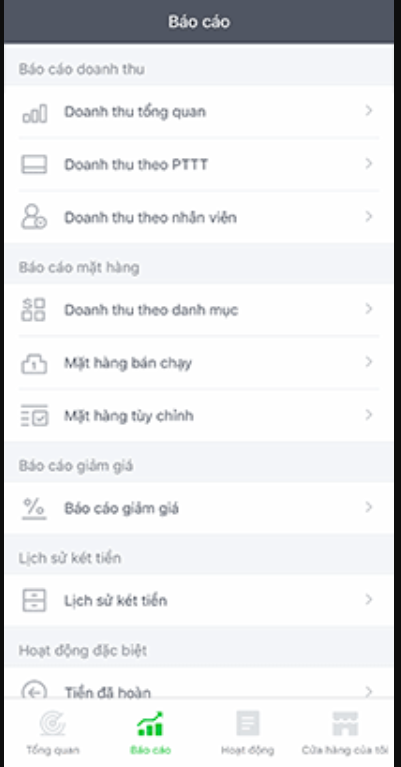 Báo cáo
Báo cáo doanh thu
Doanh thu tổng quan
Doanh thu theo PTTT
Doanh thu theo nhân viên
Báo cáo mặt hàng
Doanh thu theo danh mục
Mặt hàng bán chạy
Mặt hàng tùy chỉnh
Báo cáo giảm giá
Báo cáo giảm giá
Lịch sử két tiền
Lịch sử két tiền
Hoạt động đặc biệt
Tiền đã hoàn
Tổng quan
Báo cáo
Hoạt động
Cửa hàng của tôi